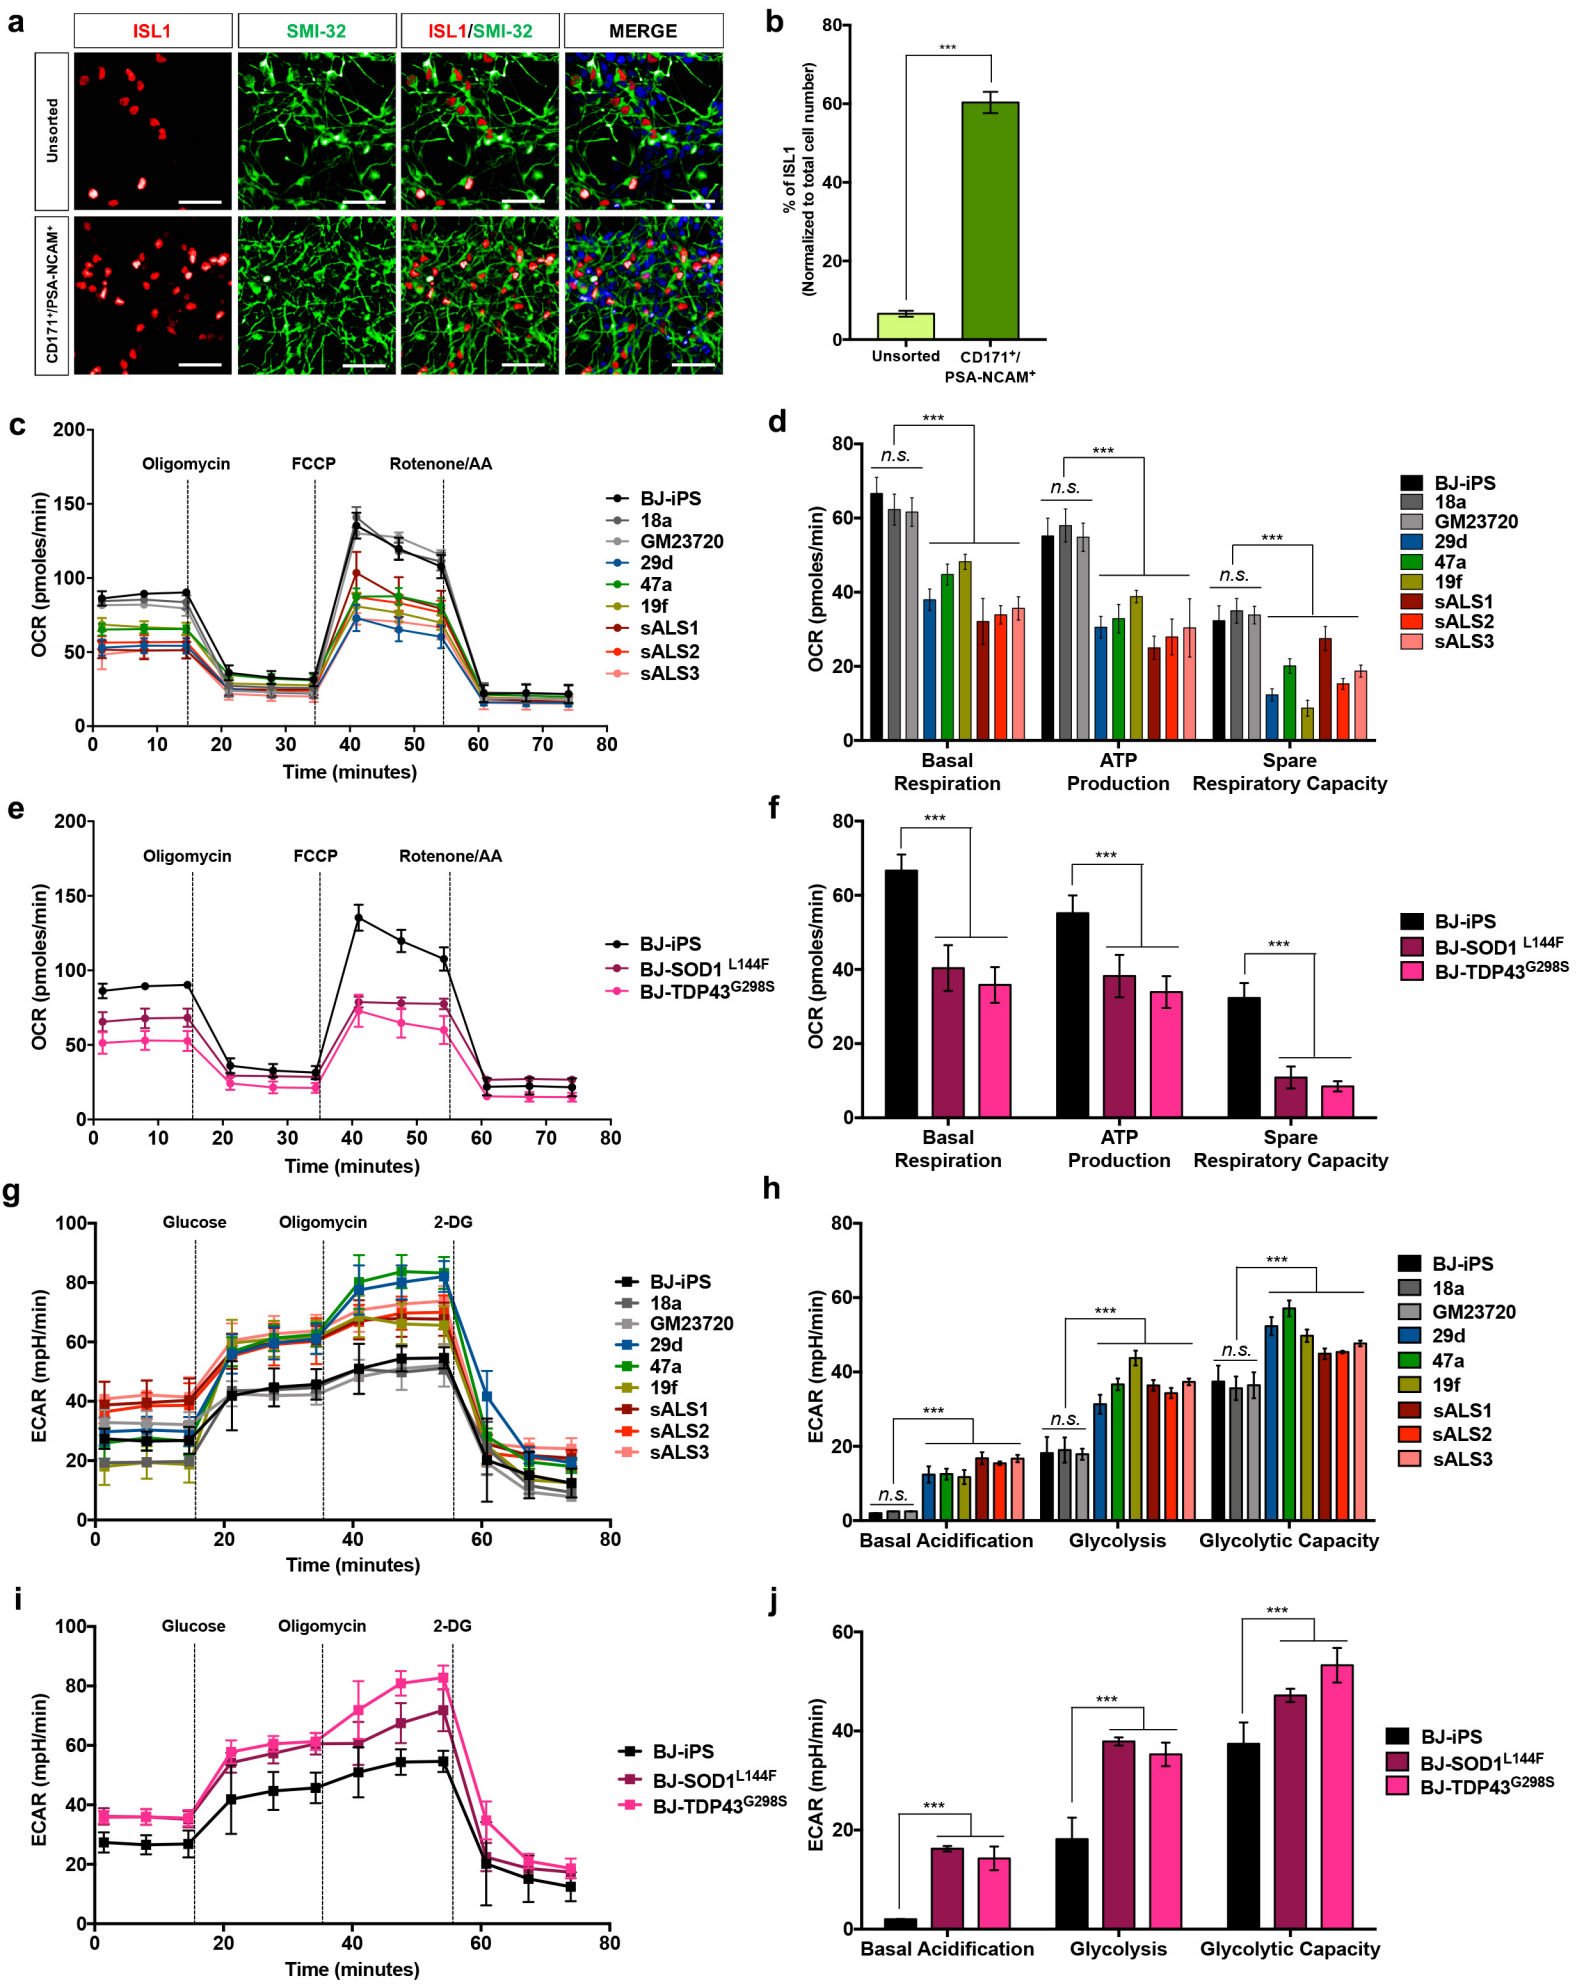 a
ISL1
SMI-32
ISL1/SMI-32
MERGE
Unsorted
CD171⁺/PSA-NCAM⁺
b
% of ISL1
(Normalized to total cell number)
80
60
40
20
0
***
Unsorted
CD171⁺/
PSA-NCAM⁺
c
OCR (pmoles/min)
200
150
100
50
0
Oligomycin
FCCP
Rotenone/AA
0 10 20 30 40 50 60 70 80
Time (minutes)
BJ-iPS
18a
GM23720
29d
47a
19f
sALS1
sALS2
sALS3
d
OCR (pmoles/min)
80
60
40
20
0
***
n.s.
***
n.s.
***
n.s.
Basal
Respiration
ATP
Production
Spare
Respiratory Capacity
BJ-iPS
18a
GM23720
29d
47a
19f
sALS1
sALS2
sALS3
e
OCR (pmoles/min)
200
150
100
50
0
Oligomycin
FCCP
Rotenone/AA
0 10 20 30 40 50 60 70 80
Time (minutes)
BJ-iPS
BJ-SOD1 L144F
BJ-TDP43G298S
f
OCR (pmoles/min)
80
60
40
20
0
***
***
***
Basal
Respiration
ATP
Production
Spare
Respiratory Capacity
BJ-iPS
BJ-SOD1 L144F
BJ-TDP43G298S
g
ECAR (mpH/min)
100
80
60
40
20
0
Glucose
Oligomycin
2-DG
0 20 40 60 80
Time (minutes)
BJ-iPS
18a
GM23720
29d
47a
19f
sALS1
sALS2
sALS3
h
ECAR (mpH/min)
80
60
40
20
0
***
n.s.
***
n.s.
***
n.s.
Basal Acidification
Glycolysis
Glycolytic Capacity
BJ-iPS
18a
GM23720
29d
47a
19f
sALS1
sALS2
sALS3
i
ECAR (mpH/min)
100
80
60
40
20
0
Glucose
Oligomycin
2-DG
0 20 40 60 80
Time (minutes)
BJ-iPS
BJ-SOD1L144F
BJ-TDP43G298S
j
ECAR (mpH/min)
60
40
20
0
***
***
***
Basal Acidification
Glycolysis
Glycolytic Capacity
BJ-iPS
BJ-SOD1L144F
BJ-TDP43G298S